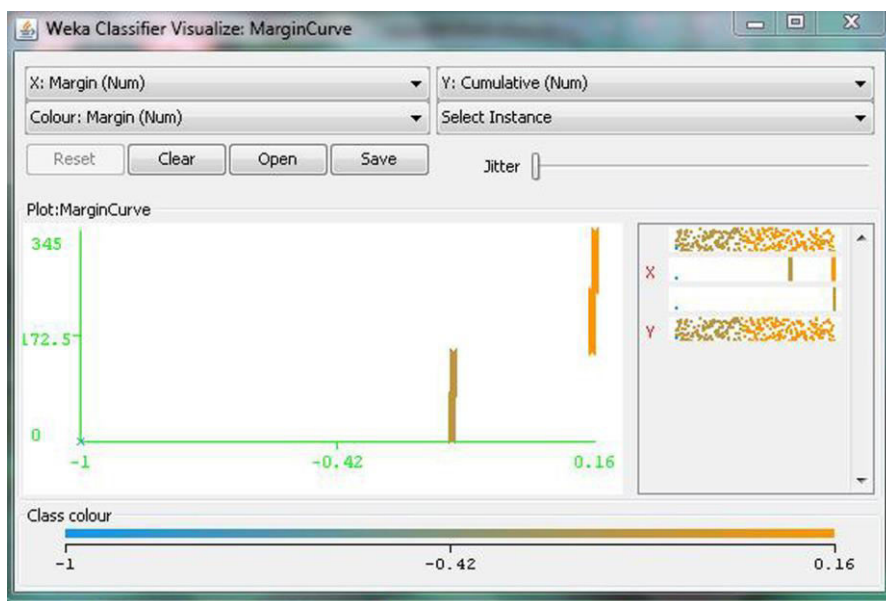 Weka Classifier Visualize: MarginCurve
X: Margin (Num)
Y: Cumulative (Num)
Colour: Margin (Num)
Select Instance
Reset
Clear
Open
Save
Jitter
Plot:MarginCurve
345
172.5
0
-1
-0.42
0.16
X
Y
Class colour
-1
-0.42
0.16